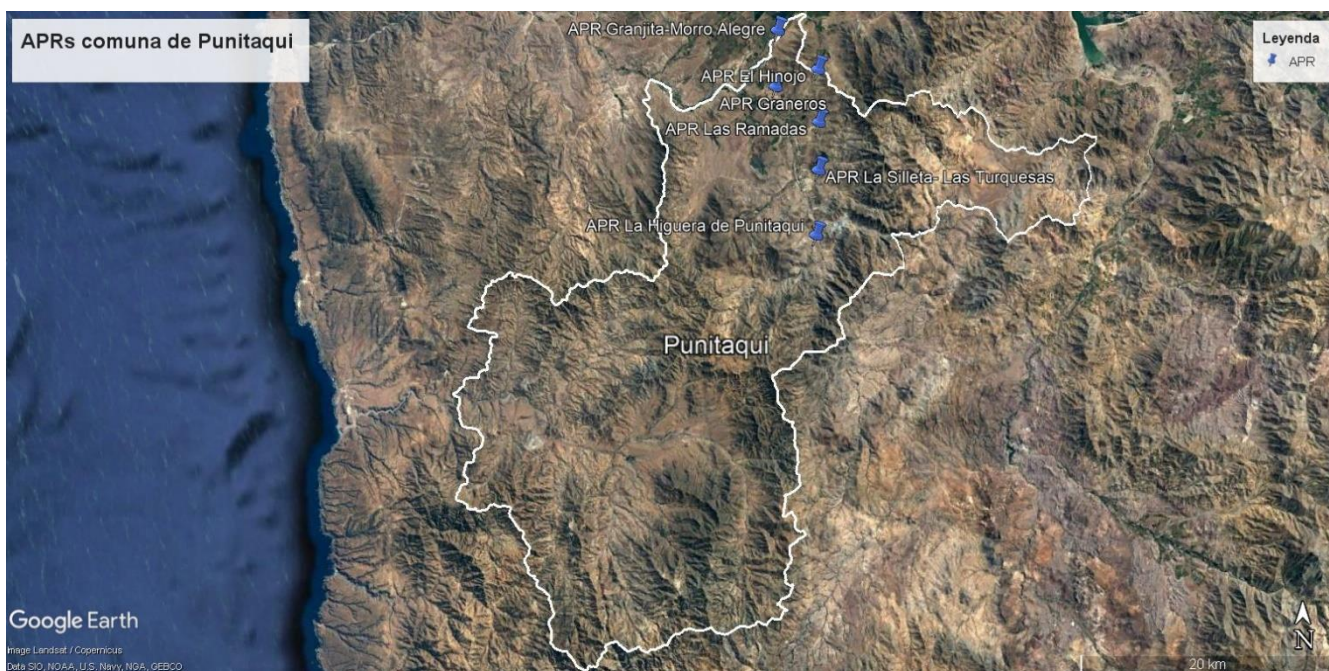 APRs comuna de Punitaqui
Leyenda
APR
APR Granjita-Morro Alegre
APR El Hinojo
APR Graneros
APR Las Ramadas
APR La Silleta- Las Turquesas
APR La Higuera de Punitaqui
Punitaqui
Google Earth
Image Landsat / Copernicus
Data SIO, NOAA, U.S. Navy, NGA, GEBCO
N
20 km